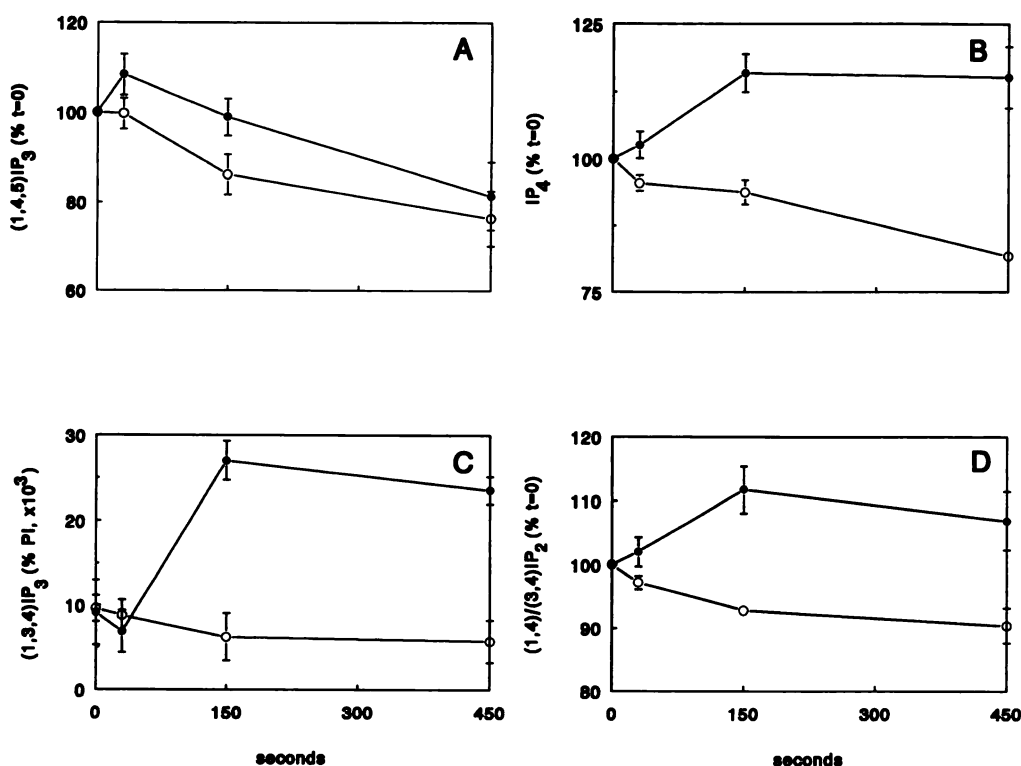 A
(1,4,5)IP3 (% t=0)
120
100
80
60
B
IP4 (% t=0)
125
100
75
C
(1,3,4)IP3 (% PI, x10³)
30
20
10
0
0 150 300 450
seconds
D
(1,4)/(3,4)IP2 (% t=0)
120
110
100
90
80
0 150 300 450
seconds